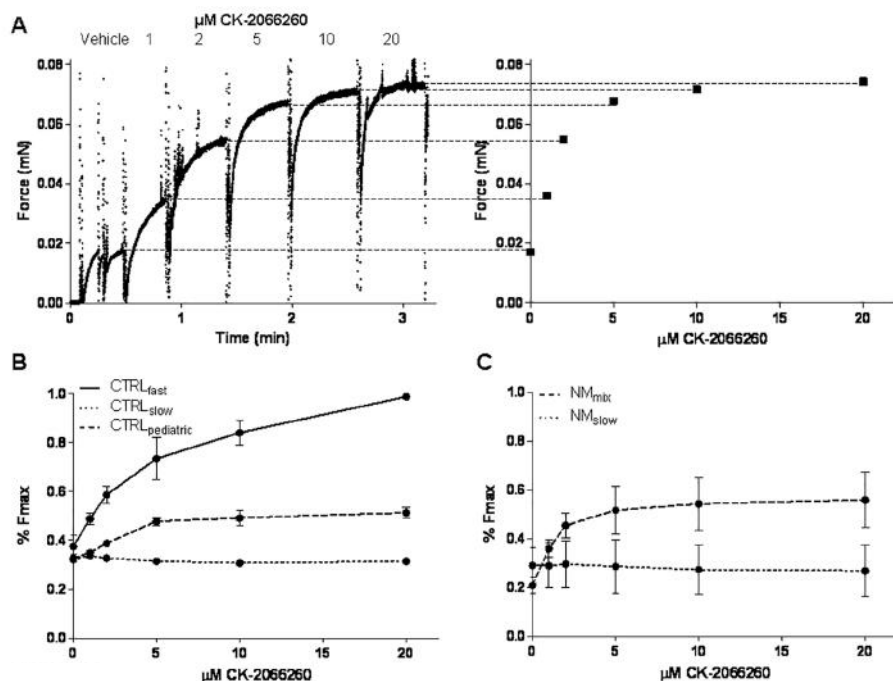 A
µM CK-2066260
Vehicle 1 2 5 10 20
0.08
0.06
0.04
0.02
0.00
Force (mN)
0 1 2 3
Time (min)
0.08
0.06
0.04
0.02
0.00
Force (mN)
0 5 10 15 20
µM CK-2066260
B
CTRLfast
CTRLslow
CTRLpediatric
1.0
0.8
0.6
0.4
0.2
0.0
% Fmax
0 5 10 15 20
µM CK-2066260
C
NMmix
NMslow
1.0
0.8
0.6
0.4
0.2
0.0
% Fmax
0 5 10 15 20
µM CK-2066260